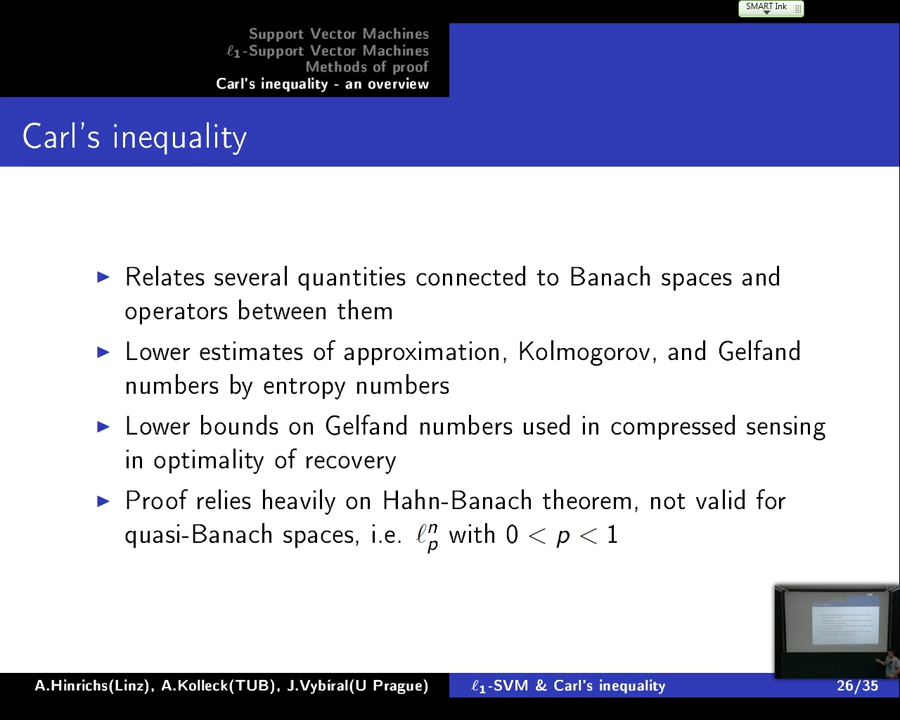 SMART Ink
Support Vector Machines
ℓ₁-Support Vector Machines
Methods of proof
Carl's inequality - an overview
Carl's inequality
Relates several quantities connected to Banach spaces and
operators between them
Lower estimates of approximation, Kolmogorov, and Gelfand
numbers by entropy numbers
Lower bounds on Gelfand numbers used in compressed sensing
in optimality of recovery
Proof relies heavily on Hahn-Banach theorem, not valid for
quasi-Banach spaces, i.e. ℓₚⁿ with 0 < p < 1
A.Hinrichs(Linz), A.Kolleck(TUB), J.Vybíral(U Prague)
ℓ₁-SVM & Carl's inequality
26/35